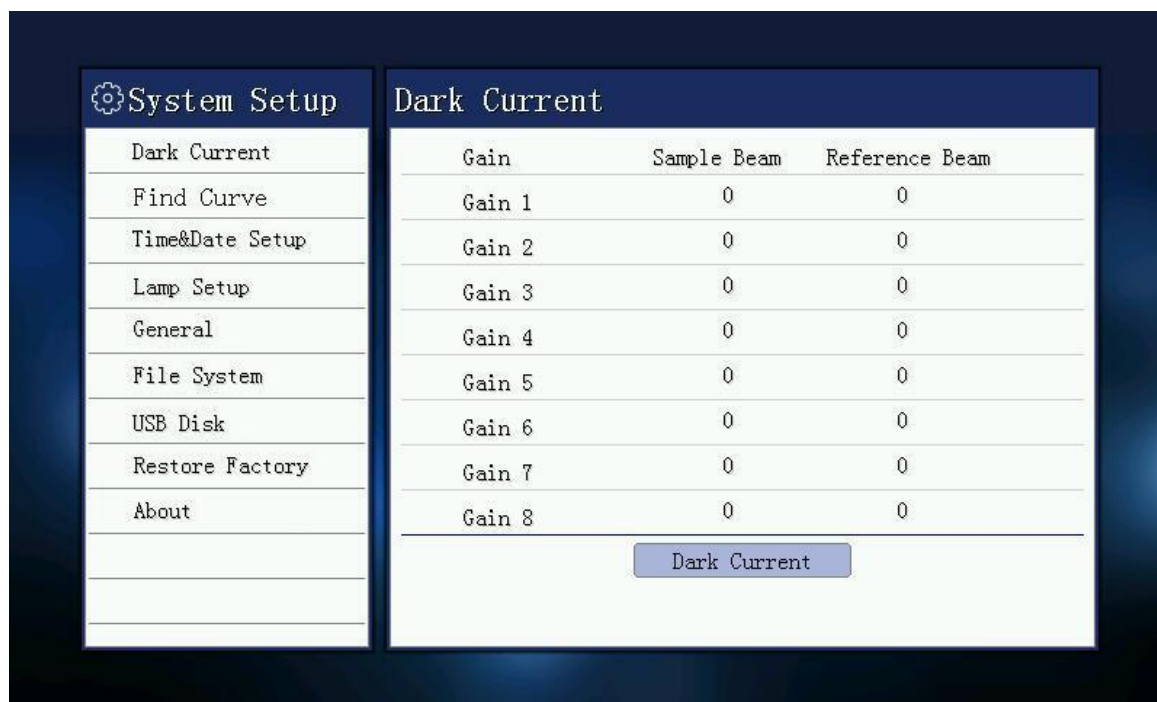 System Setup
Dark Current
Find Curve
Time&Date Setup
Lamp Setup
General
File System
USB Disk
Restore Factory
About
Dark Current
Gain Sample Beam Reference Beam
Gain 1 0 0
Gain 2 0 0
Gain 3 0 0
Gain 4 0 0
Gain 5 0 0
Gain 6 0 0
Gain 7 0 0
Gain 8 0 0
Dark Current